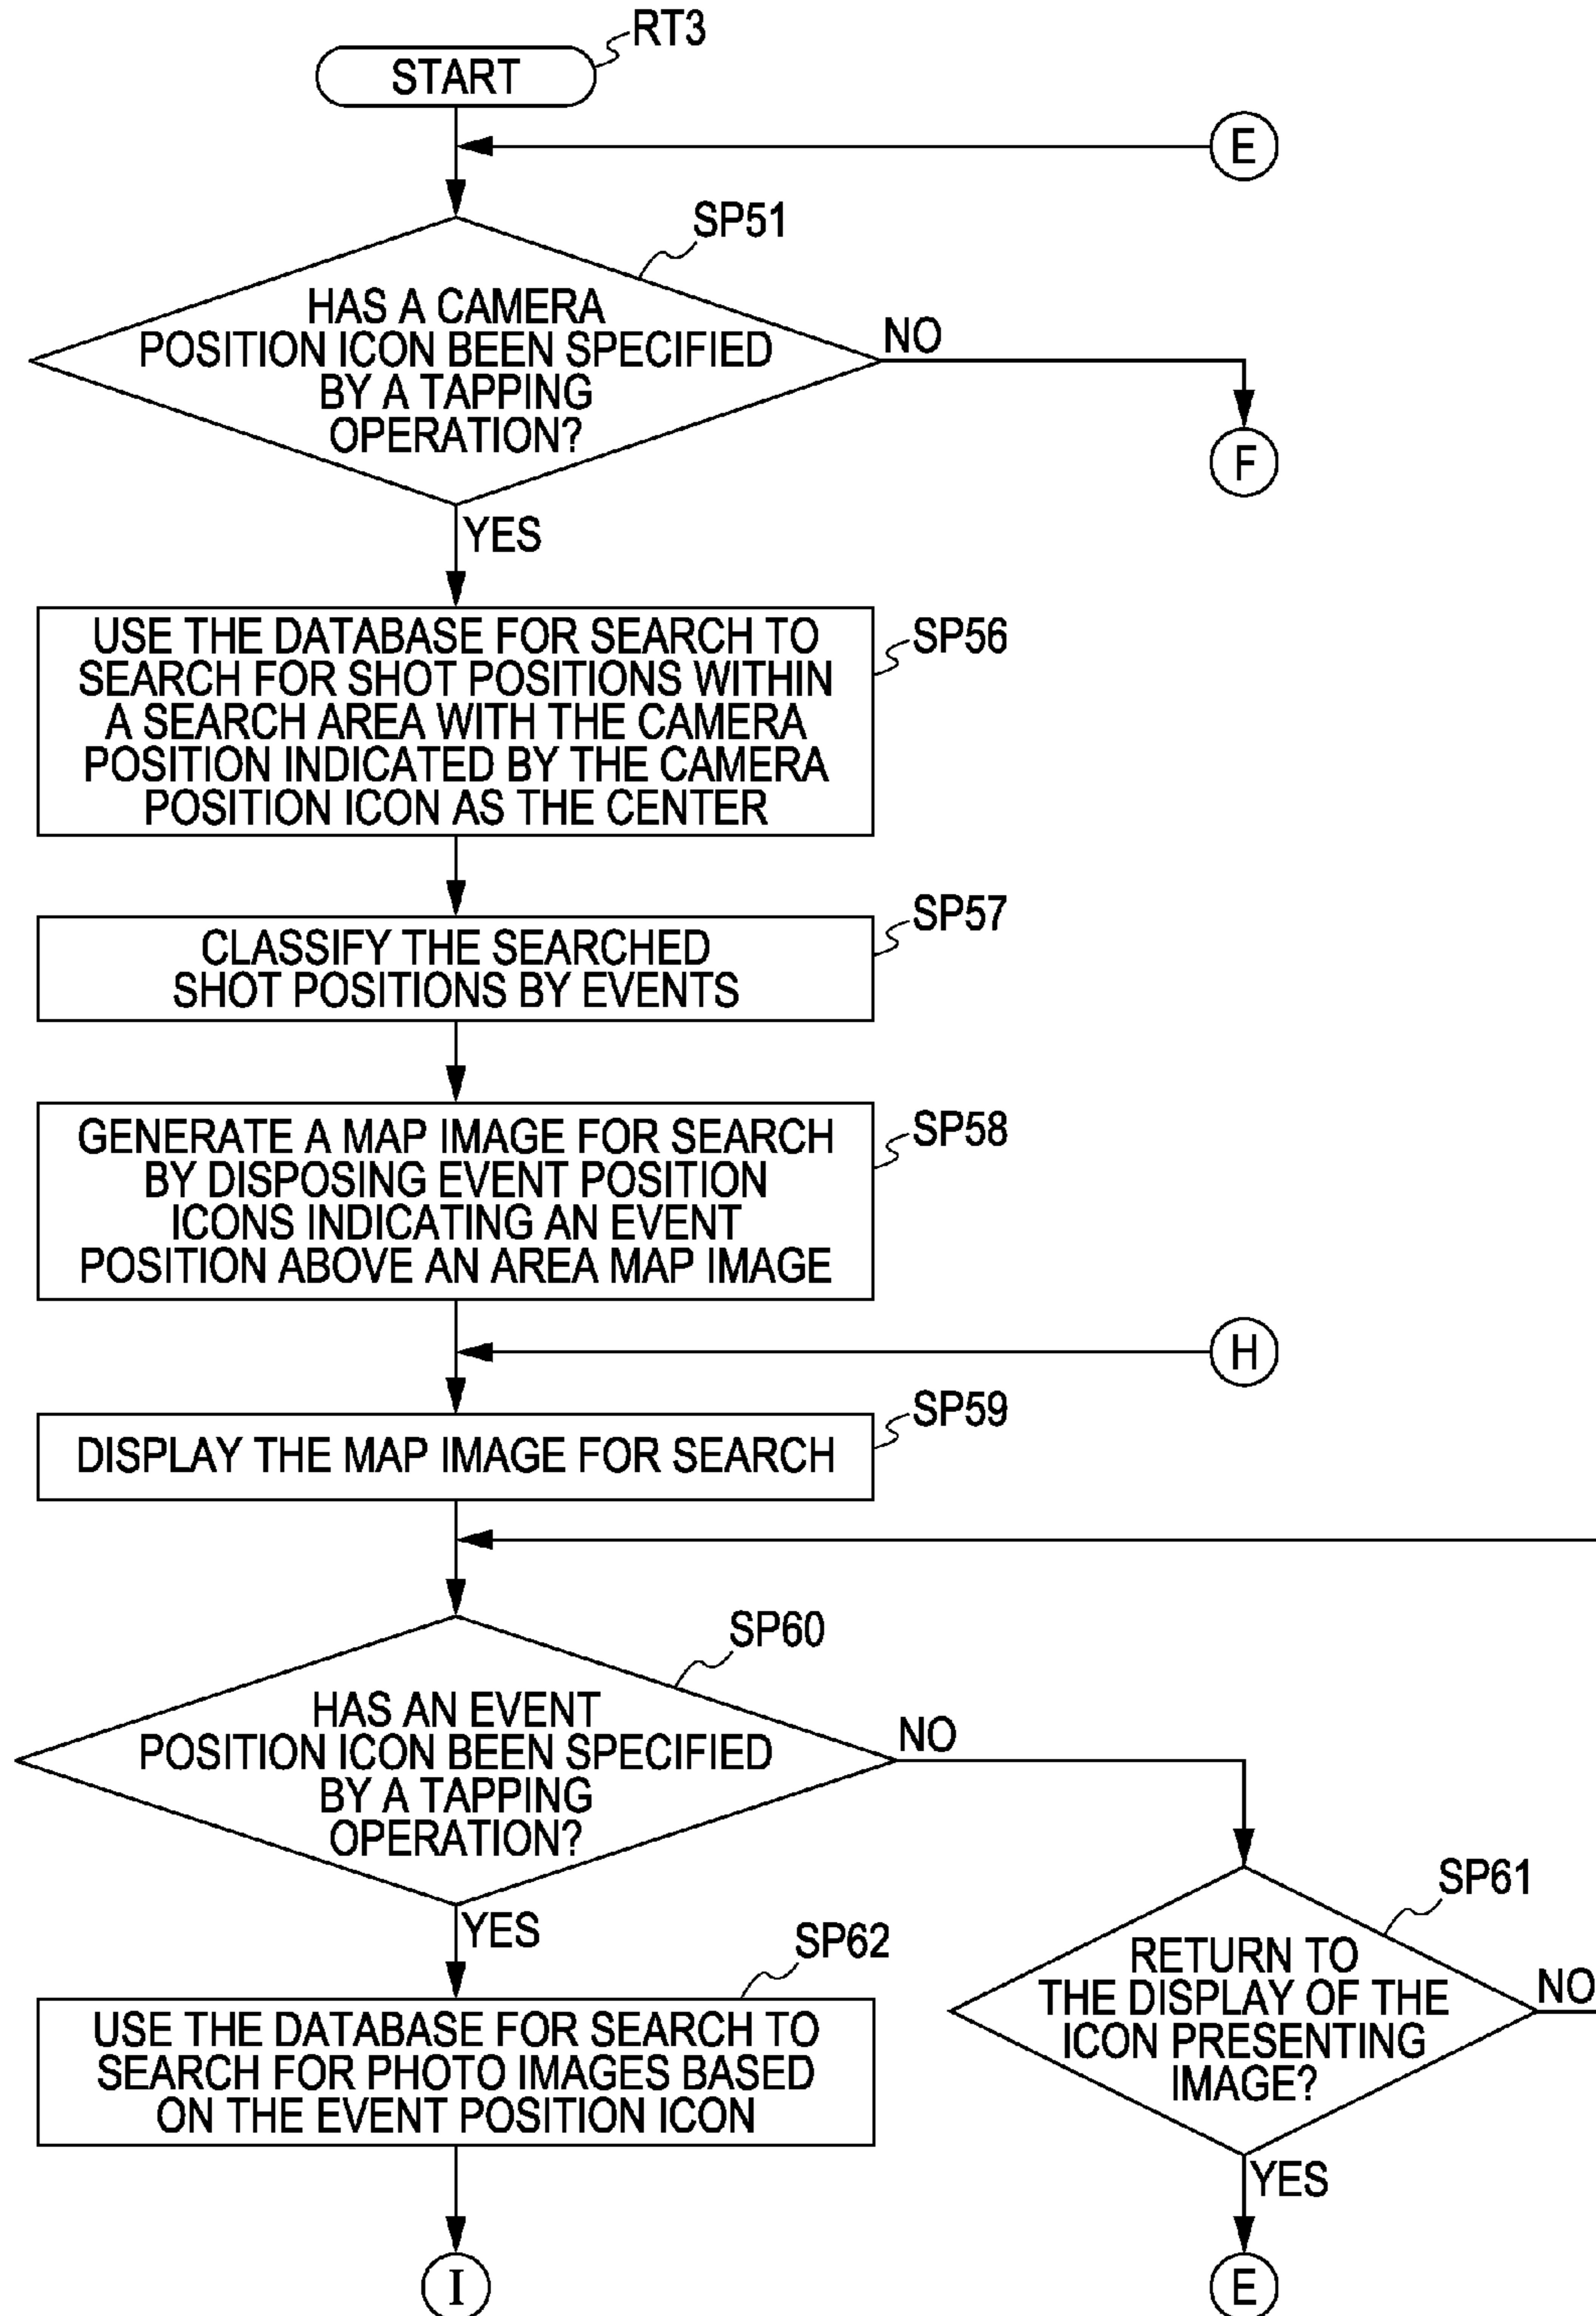 RT3
START
E
SP51
HAS A CAMERA
POSITION ICON BEEN SPECIFIED
BY A TAPPING
OPERATION?
NO
F
YES
USE THE DATABASE FOR SEARCH TO
SEARCH FOR SHOT POSITIONS WITHIN
A SEARCH AREA WITH THE CAMERA
POSITION INDICATED BY THE CAMERA
POSITION ICON AS THE CENTER
SP56
CLASSIFY THE SEARCHED
SHOT POSITIONS BY EVENTS
SP57
GENERATE A MAP IMAGE FOR SEARCH
BY DISPOSING EVENT POSITION
ICONS INDICATING AN EVENT
POSITION ABOVE AN AREA MAP IMAGE
SP58
H
DISPLAY THE MAP IMAGE FOR SEARCH
SP59
SP60
HAS AN EVENT
POSITION ICON BEEN SPECIFIED
BY A TAPPING
OPERATION?
NO
SP61
RETURN TO
THE DISPLAY OF THE
ICON PRESENTING
IMAGE?
NO
YES
SP62
USE THE DATABASE FOR SEARCH TO
SEARCH FOR PHOTO IMAGES BASED
ON THE EVENT POSITION ICON
YES
I
E